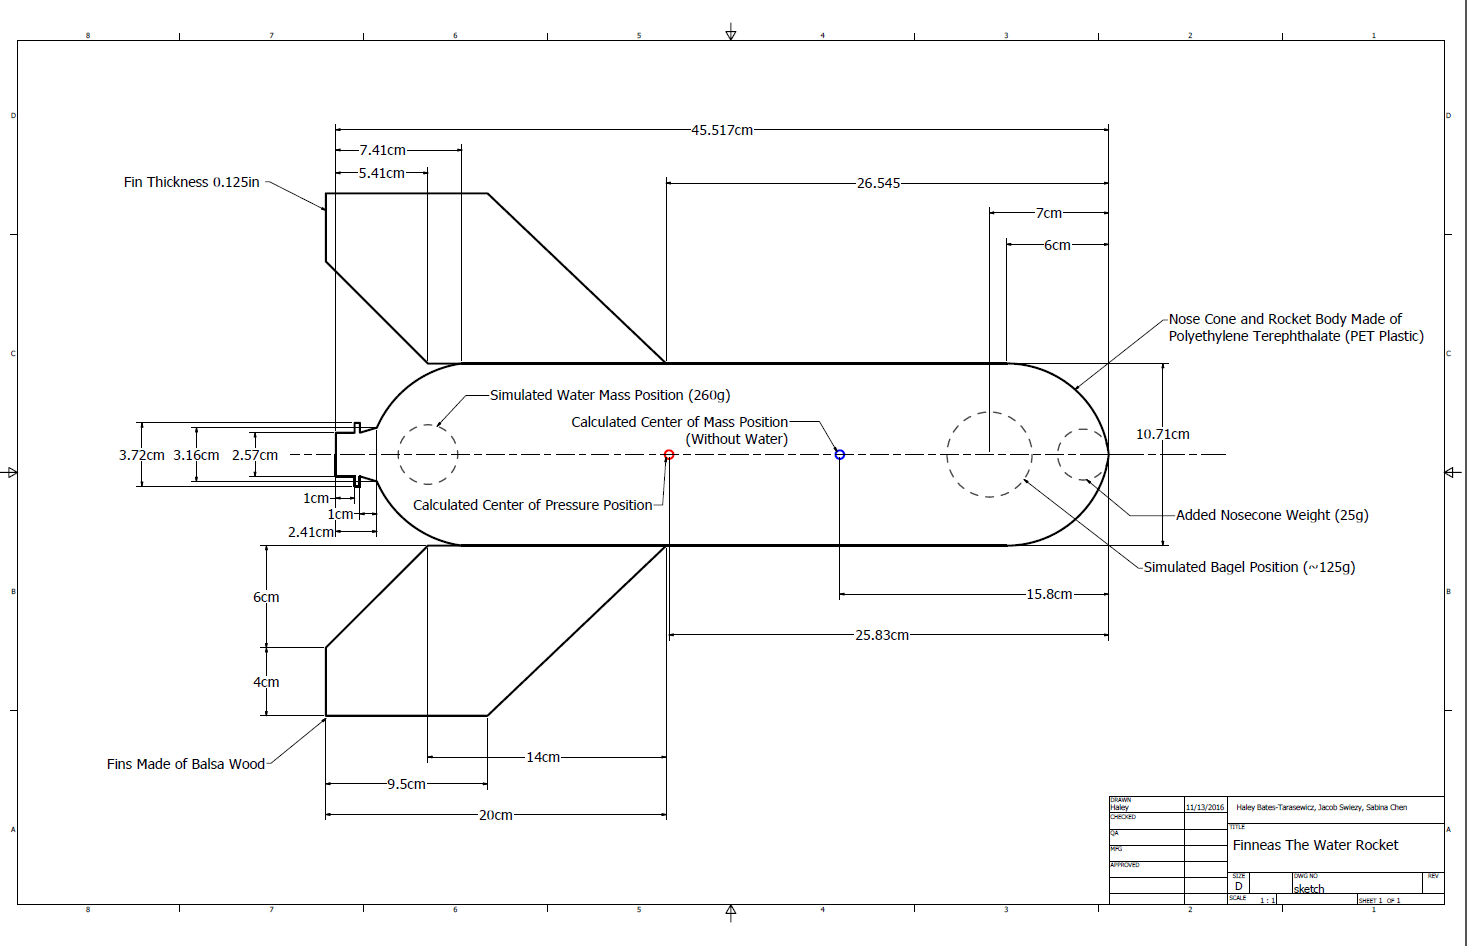 8 7 6 5 4 3 2 1
D D
45.517cm
7.41cm
5.41cm
Fin Thickness 0.125in
26.545
7cm
6cm
Nose Cone and Rocket Body Made of
Polyethylene Terephthalate (PET Plastic)
C C
Simulated Water Mass Position (260g)
Calculated Center of Mass Position
(Without Water)
10.71cm
3.72cm 3.16cm 2.57cm
1cm
Calculated Center of Pressure Position
1cm
Added Nosecone Weight (25g)
2.41cm
Simulated Bagel Position (~125g)
B B
6cm
15.8cm
25.83cm
4cm
14cm
Fins Made of Balsa Wood
9.5cm
20cm
A A
DRAWN
Haley 11/13/2016
CHECKED
QA
MFG
APPROVED
Haley Bates-Tarasewicz, Jacob Swiezy, Sabina Chen
TITLE
Finneas The Water Rocket
SIZE
D
DWG NO
sketch
REV
SCALE 1 : 1
SHEET 1 OF 1
8 7 6 5 4 3 2 1